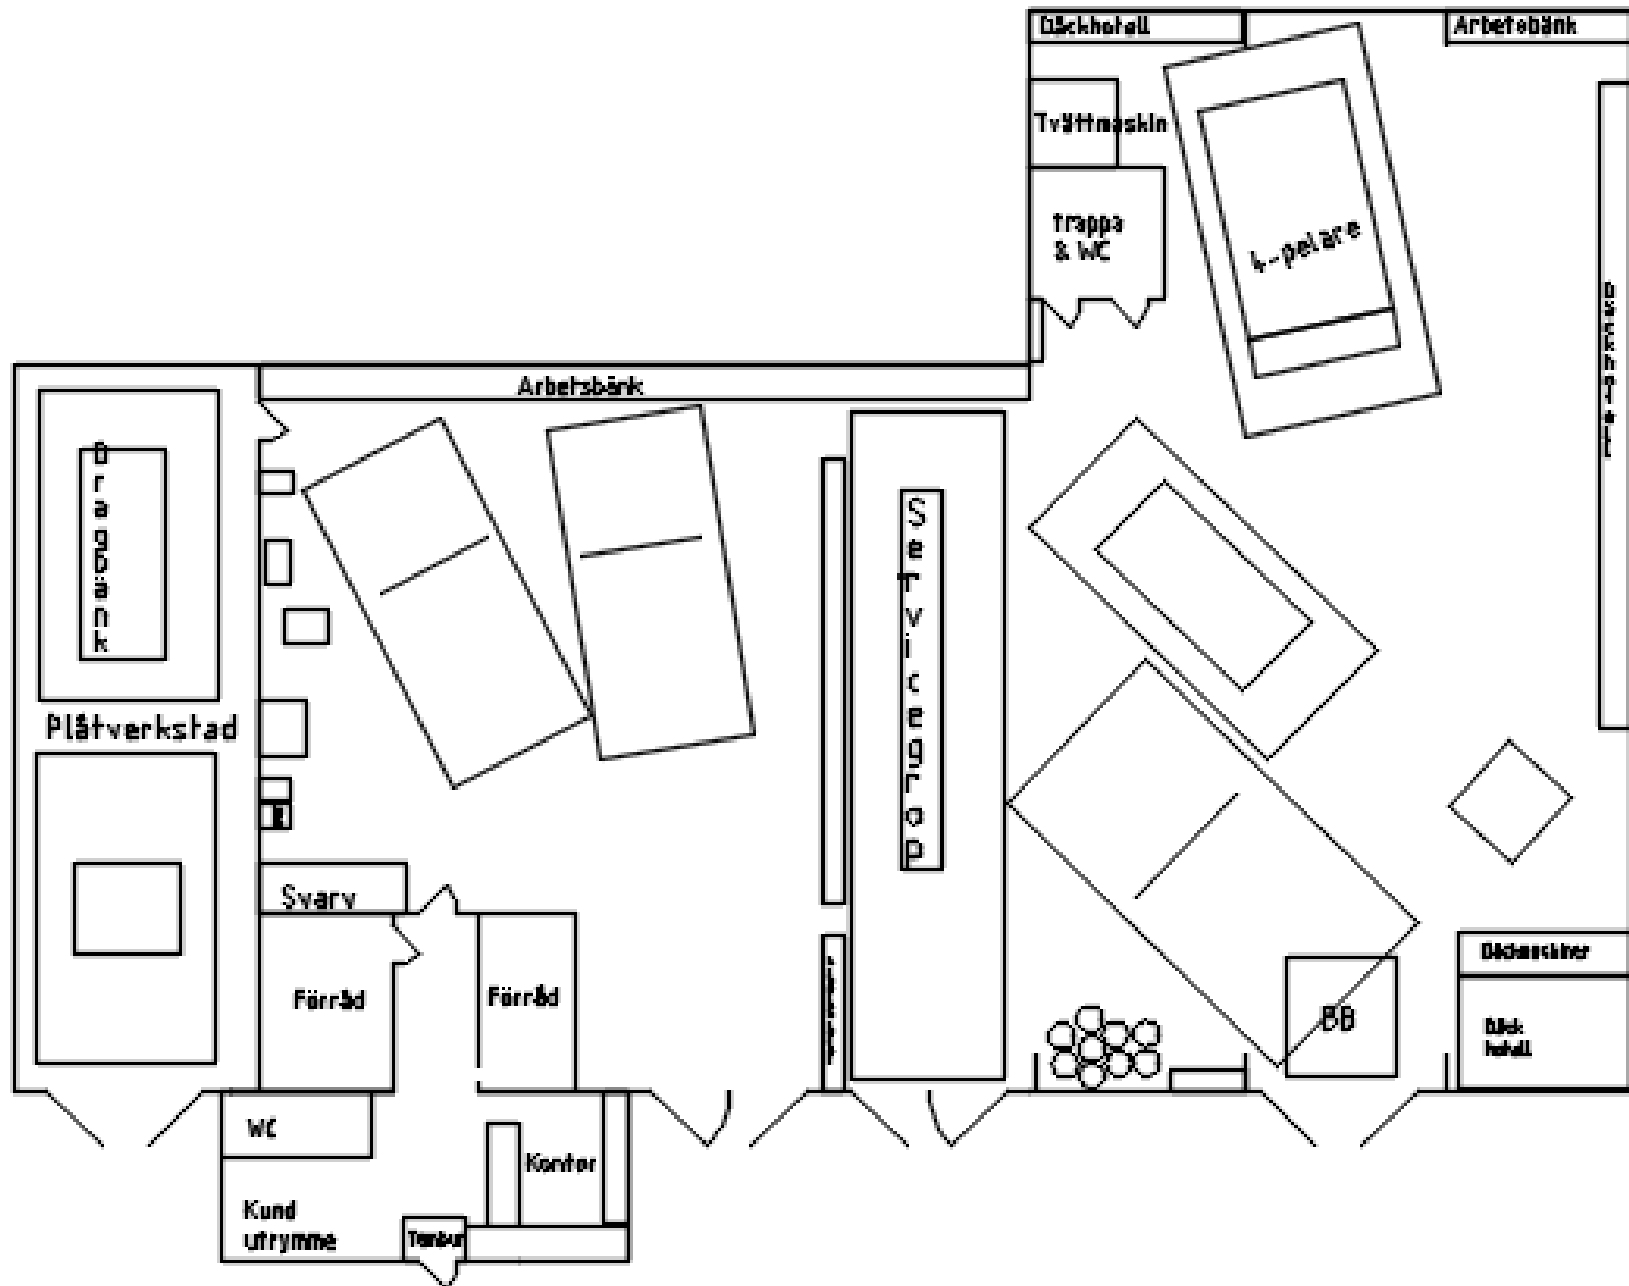 Däckhotell
Arbetsbänk
Tvättmaskin
trappa
& WC
4-pelare
Arbetsbänk
Dragbänk
Servicegrop
Plåtverkstad
Svarv
Förråd
Förråd
BB
Däckmaskiner
Däck
hotell
WC
Kontor
Kund
utrymme
Tambur